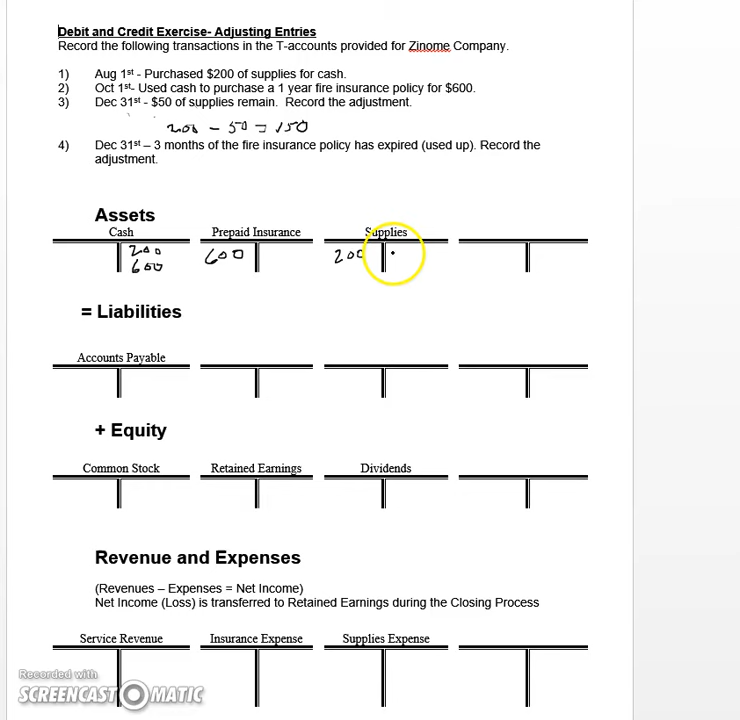 Debit and Credit Exercise- Adjusting Entries
Record the following transactions in the T-accounts provided for Zinome Company.
1) Aug 1st - Purchased $200 of supplies for cash.
2) Oct 1st- Used cash to purchase a 1 year fire insurance policy for $600.
3) Dec 31st - $50 of supplies remain. Record the adjustment.
200 - 50 = 150
4) Dec 31st – 3 months of the fire insurance policy has expired (used up). Record the
adjustment.
Assets
Cash Prepaid Insurance Supplies
200 600 200
600
= Liabilities
Accounts Payable
+ Equity
Common Stock Retained Earnings Dividends
Revenue and Expenses
(Revenues – Expenses = Net Income)
Net Income (Loss) is transferred to Retained Earnings during the Closing Process
Service Revenue Insurance Expense Supplies Expense
Recorded with
SCREENCAST-O-MATIC